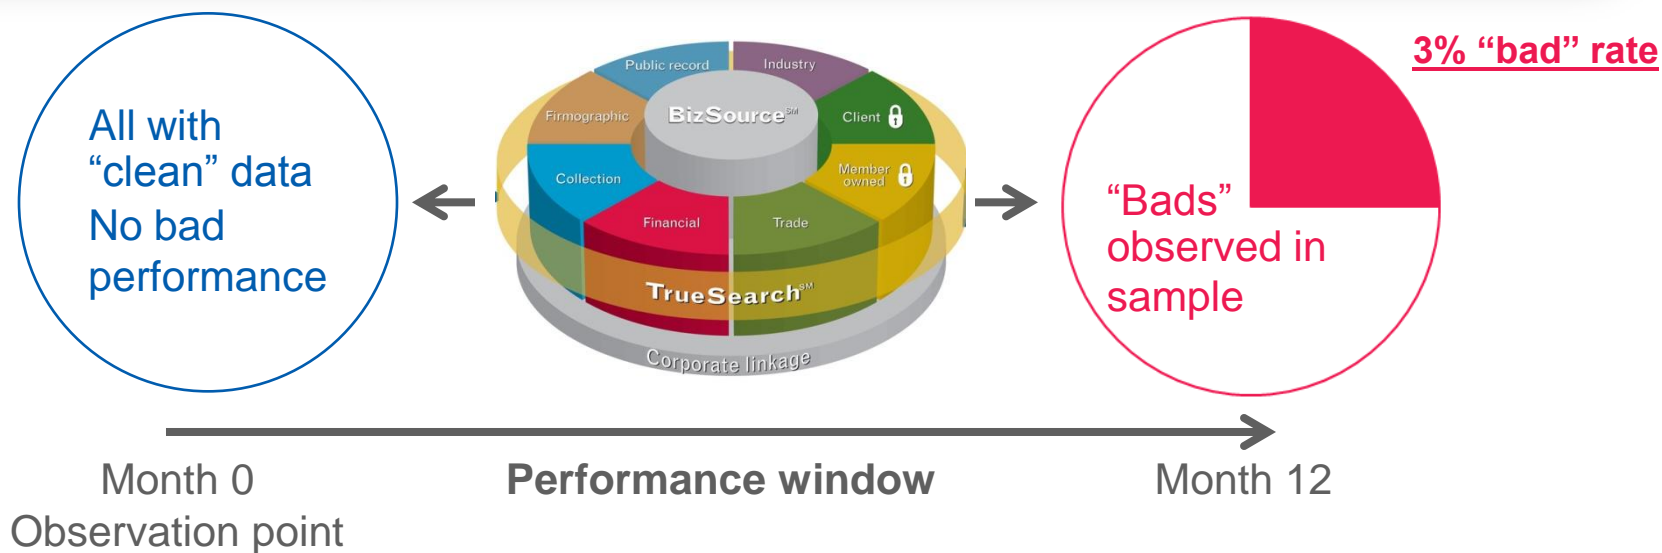 3% “bad” rate
All with
“clean” data
No bad
performance
Public record
Industry
Firmographic
BizSource℠
Client
Collection
Member
owned
Financial
Trade
TrueSearch℠
Corporate linkage
“Bads”
observed in
sample
Month 0
Observation point
Performance window
Month 12